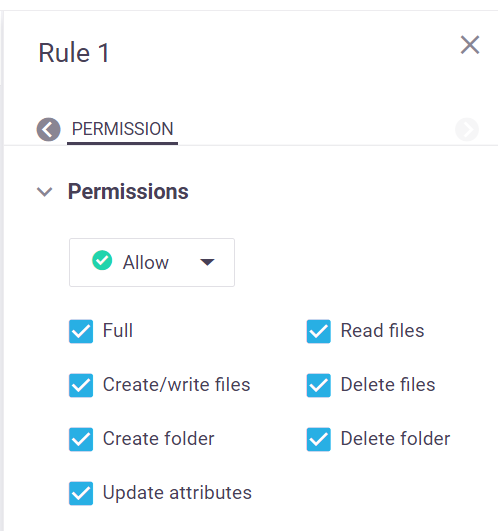 Rule 1
PERMISSION
Permissions
Allow
Full
Read files
Create/write files
Delete files
Create folder
Delete folder
Update attributes